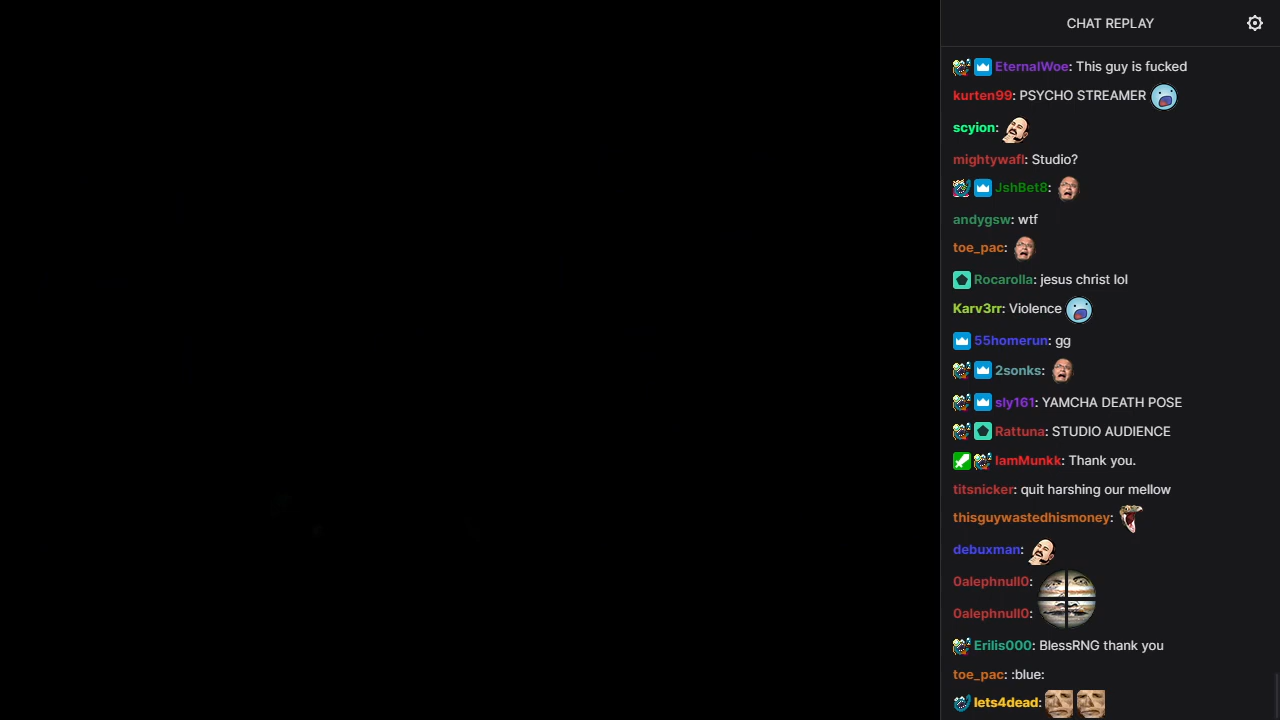 CHAT REPLAY
EternalWoe: This guy is fucked
kurten99: PSYCHO STREAMER
scyion:
mightywafl: Studio?
JshBet8:
andygsw: wtf
toe_pac:
Rocarolla: jesus christ lol
Karv3rr: Violence
55homerun: gg
2sonks:
sly161: YAMCHA DEATH POSE
Rattuna: STUDIO AUDIENCE
IamMunkk: Thank you.
titsnicker: quit harshing our mellow
thisguywastedhismoney:
debuxman:
0alephnull0:
0alephnull0:
Erilis000: BlessRNG thank you
toe_pac: :blue:
lets4dead: